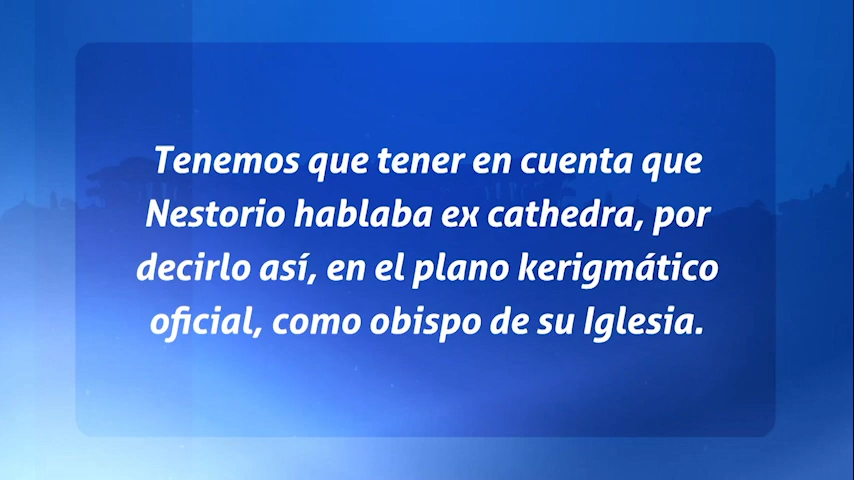 Tenemos que tener en cuenta que
Nestorio hablaba ex cathedra, por
decirlo así, en el plano kerigmático
oficial, como obispo de su Iglesia.